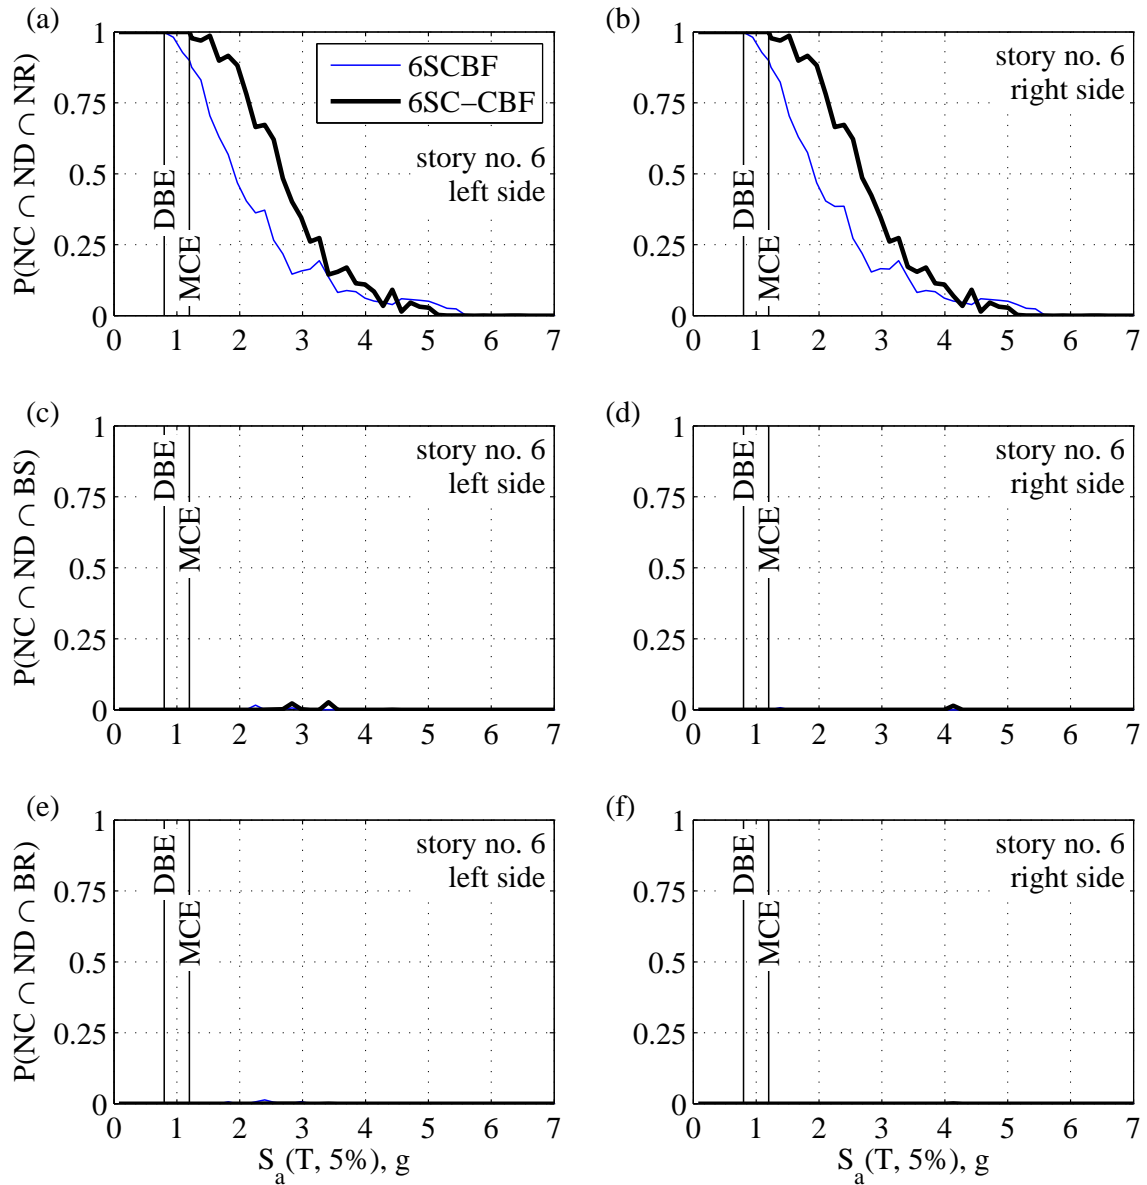 (a)
(b)
1
0.75
0.5
0.25
0
P(NC ∩ ND ∩ NR)
6SCBF
6SC−CBF
story no. 6
left side
DBE
MCE
0 1 2 3 4 5 6 7
1
0.75
0.5
0.25
0
story no. 6
right side
DBE
MCE
0 1 2 3 4 5 6 7
(c)
(d)
1
0.75
0.5
0.25
0
P(NC ∩ ND ∩ BS)
story no. 6
left side
DBE
MCE
0 1 2 3 4 5 6 7
1
0.75
0.5
0.25
0
story no. 6
right side
DBE
MCE
0 1 2 3 4 5 6 7
(e)
(f)
1
0.75
0.5
0.25
0
P(NC ∩ ND ∩ BR)
story no. 6
left side
DBE
MCE
0 1 2 3 4 5 6 7
S_a(T, 5%), g
1
0.75
0.5
0.25
0
story no. 6
right side
DBE
MCE
0 1 2 3 4 5 6 7
S_a(T, 5%), g